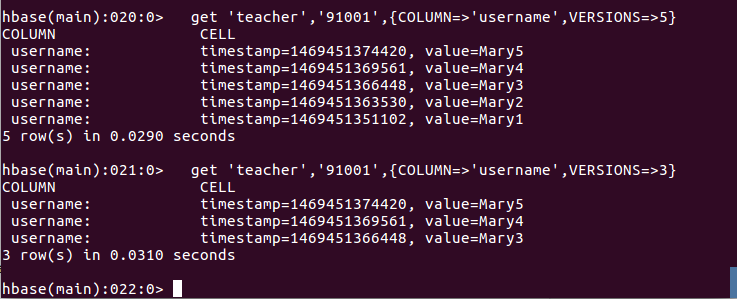 hbase(main):020:0>   get 'teacher','91001',{COLUMN=>'username',VERSIONS=>5}
COLUMN                CELL
 username:            timestamp=1469451374420, value=Mary5
 username:            timestamp=1469451369561, value=Mary4
 username:            timestamp=1469451366448, value=Mary3
 username:            timestamp=1469451363530, value=Mary2
 username:            timestamp=1469451351102, value=Mary1
5 row(s) in 0.0290 seconds

hbase(main):021:0>   get 'teacher','91001',{COLUMN=>'username',VERSIONS=>3}
COLUMN                CELL
 username:            timestamp=1469451374420, value=Mary5
 username:            timestamp=1469451369561, value=Mary4
 username:            timestamp=1469451366448, value=Mary3
3 row(s) in 0.0310 seconds

hbase(main):022:0>